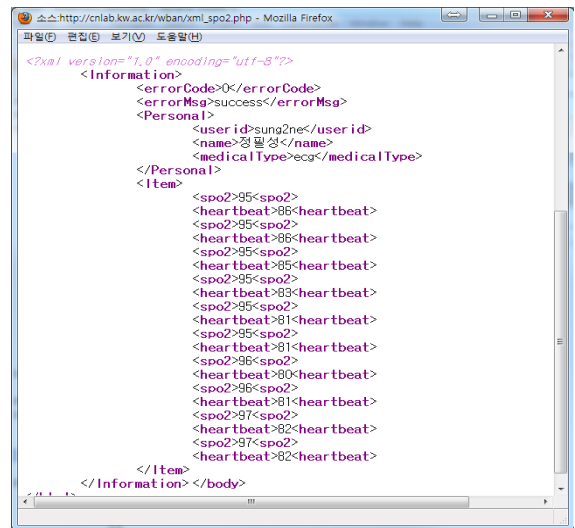 소스:http://cnlab.kw.ac.kr/wban/xml_spo2.php - Mozilla Firefox
파일(F) 편집(E) 보기(V) 도움말(H)
<?xml version="1.0" encoding="utf-8"?>
<Information>
<errorCode>0</errorCode>
<errorMsg>success</errorMsg>
<Personal>
<userid>sung2ne</userid>
<name>정필성</name>
<medicalType>ecg</medicalType>
</Personal>
<Item>
<spo2>95<spo2>
<heartbeat>86<heartbeat>
<spo2>95<spo2>
<heartbeat>86<heartbeat>
<spo2>95<spo2>
<heartbeat>85<heartbeat>
<spo2>95<spo2>
<heartbeat>83<heartbeat>
<spo2>95<spo2>
<heartbeat>81<heartbeat>
<spo2>95<spo2>
<heartbeat>81<heartbeat>
<spo2>96<spo2>
<heartbeat>80<heartbeat>
<spo2>96<spo2>
<heartbeat>81<heartbeat>
<spo2>97<spo2>
<heartbeat>82<heartbeat>
<spo2>97<spo2>
<heartbeat>82<heartbeat>
</Item>
</Information></body>